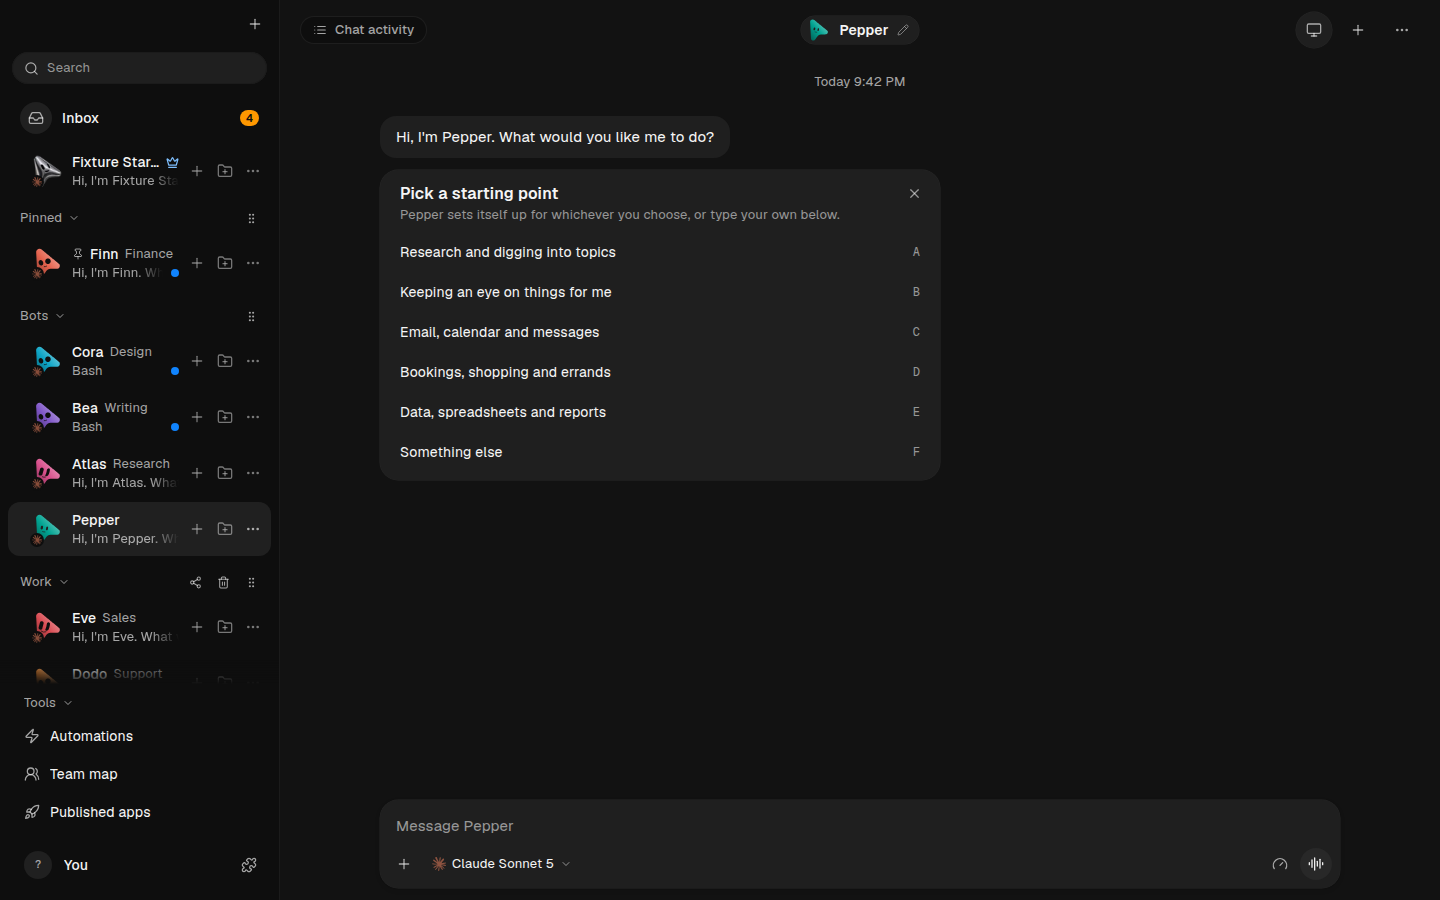 Search
Inbox
4
Fixture Star...
Hi, I'm Fixture Sta
Pinned
Finn Finance
Hi, I'm Finn. Wh
Bots
Cora Design
Bash
Bea Writing
Bash
Atlas Research
Hi, I'm Atlas. Wha
Pepper
Hi, I'm Pepper. Wh
Work
Eve Sales
Hi, I'm Eve. What
Dodo Support
Tools
Automations
Team map
Published apps
? You
Chat activity
Pepper
Today 9:42 PM
Hi, I'm Pepper. What would you like me to do?
Pick a starting point
Pepper sets itself up for whichever you choose, or type your own below.
Research and digging into topics A
Keeping an eye on things for me B
Email, calendar and messages C
Bookings, shopping and errands D
Data, spreadsheets and reports E
Something else F
Message Pepper
Claude Sonnet 5